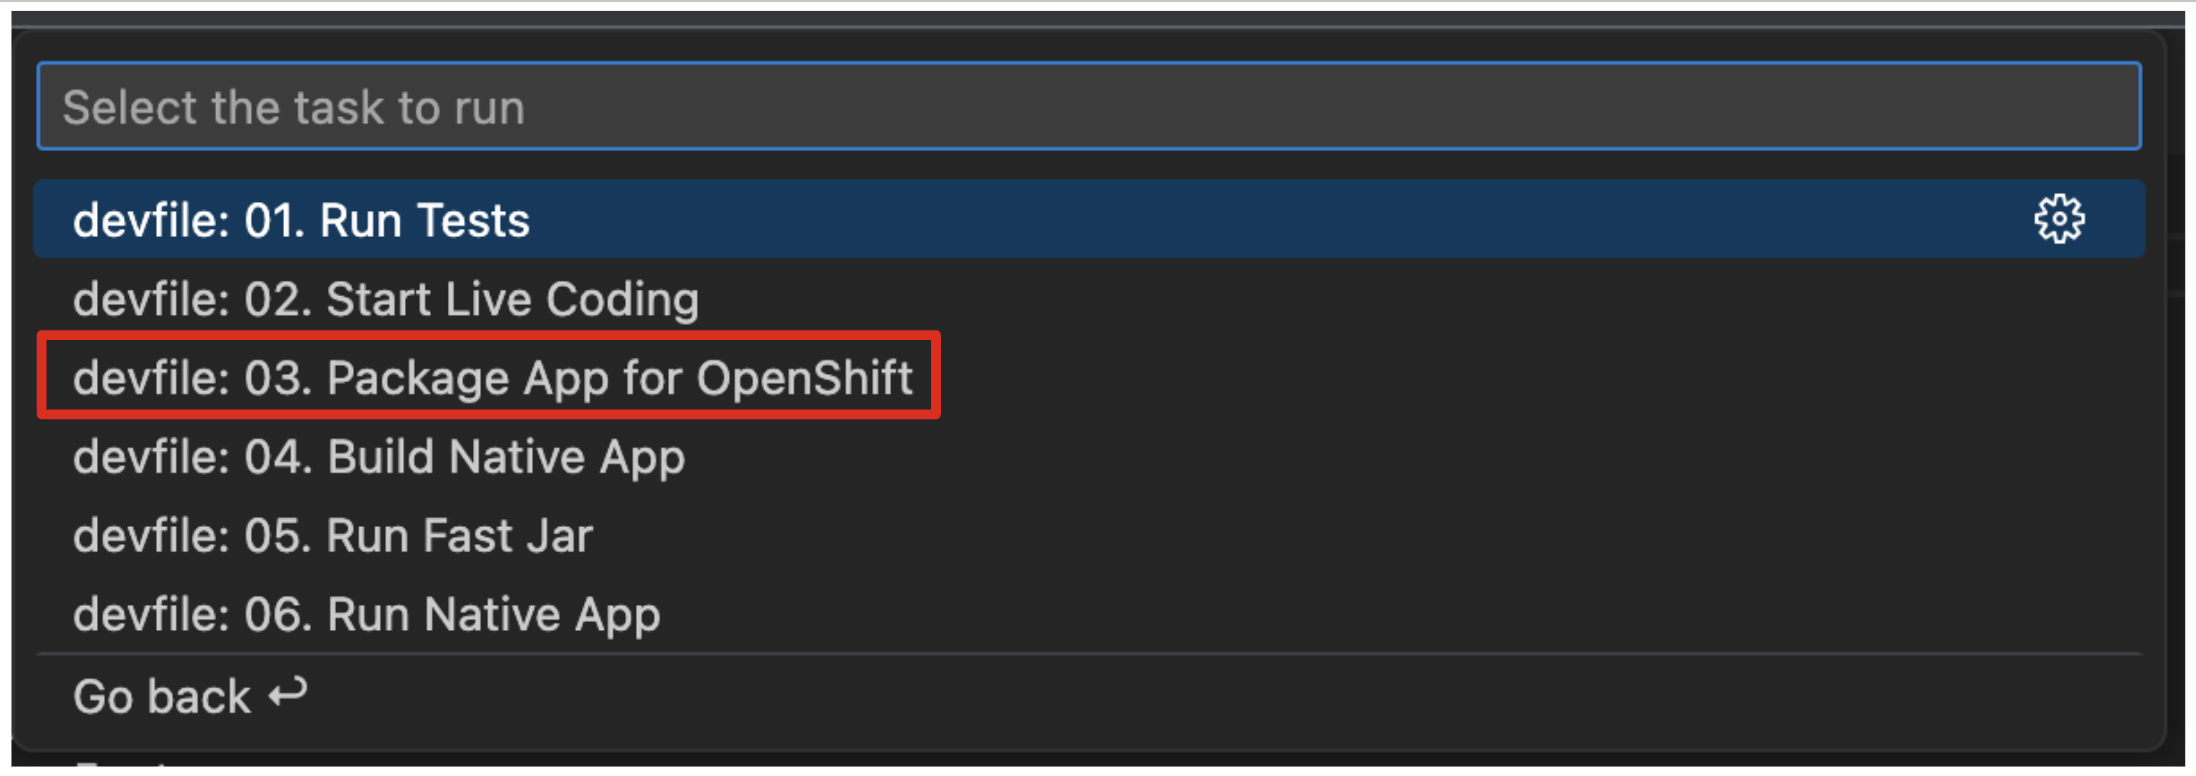 Select the task to run
devfile: 01. Run Tests
devfile: 02. Start Live Coding
devfile: 03. Package App for OpenShift
devfile: 04. Build Native App
devfile: 05. Run Fast Jar
devfile: 06. Run Native App
Go back ↩